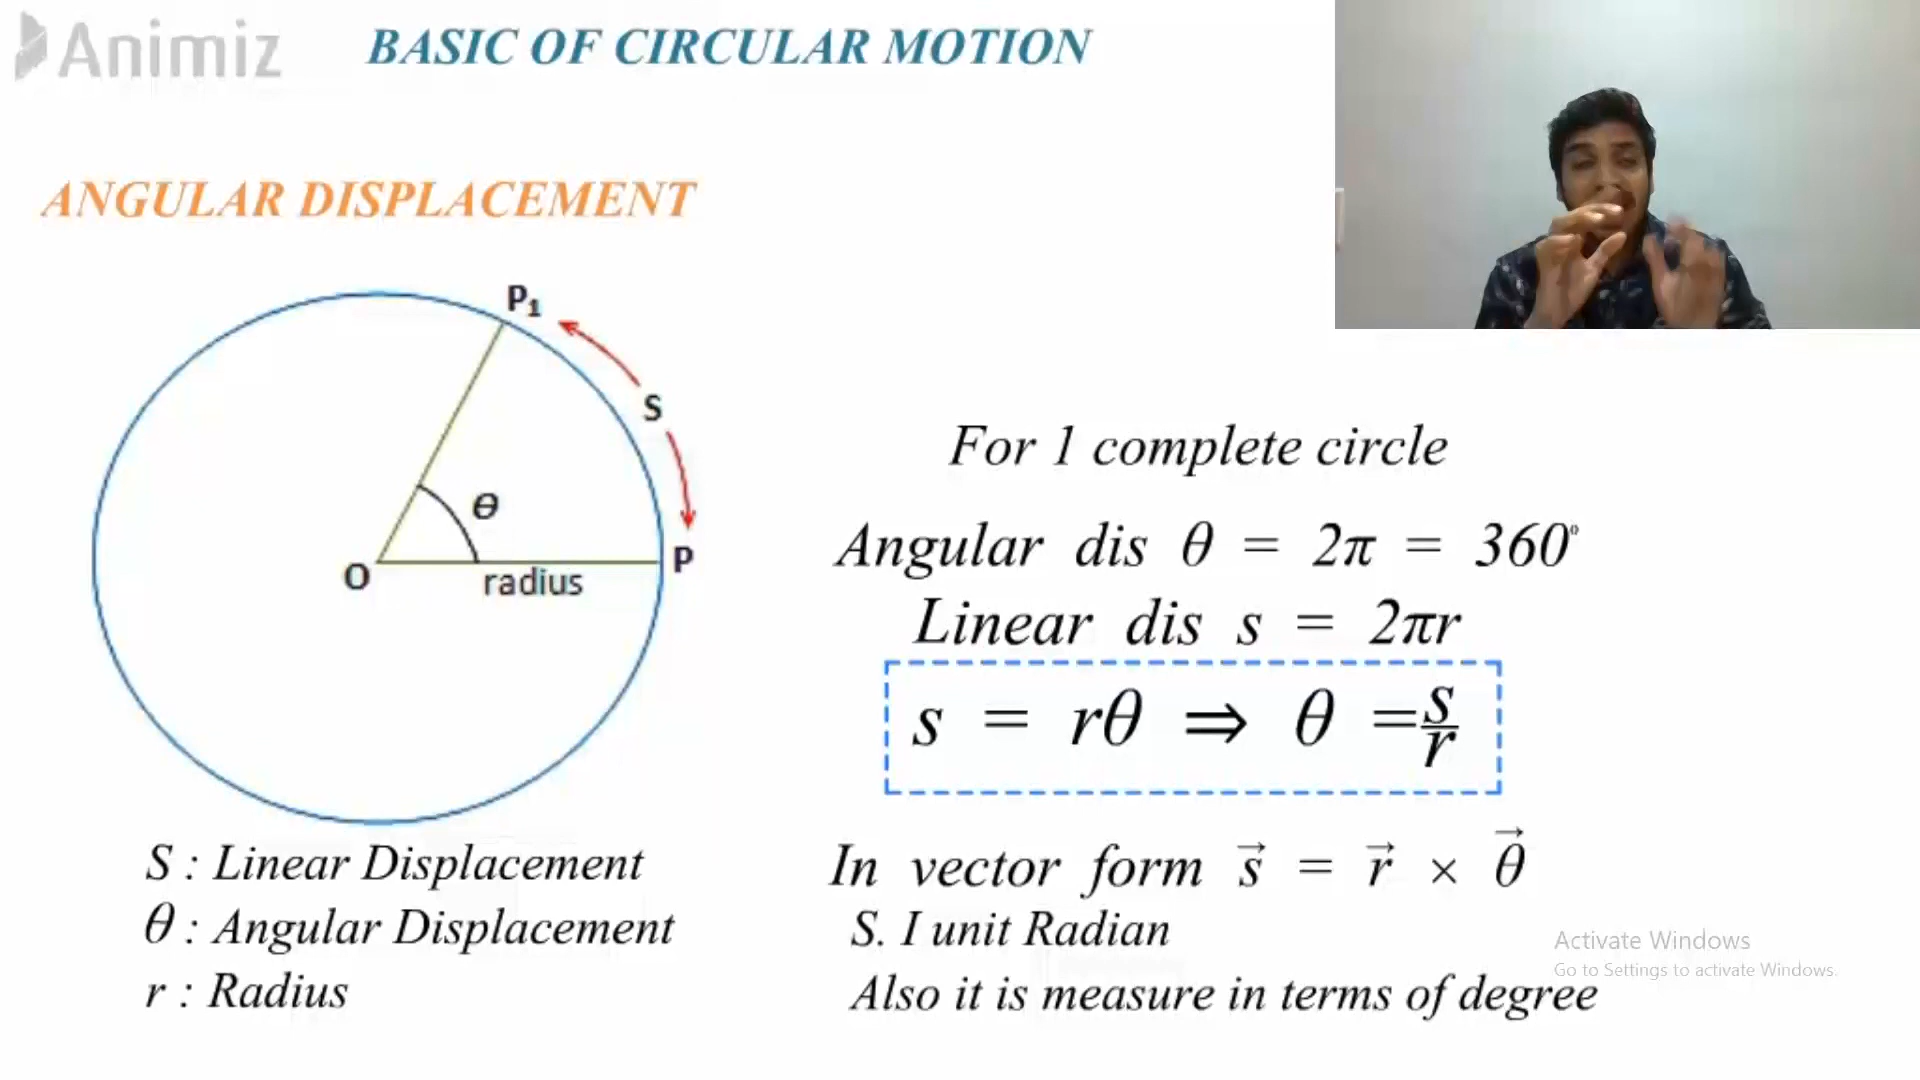 Animiz
BASIC OF CIRCULAR MOTION
ANGULAR DISPLACEMENT
P₁
S
θ
O
radius
P
S : Linear Displacement
θ : Angular Displacement
r : Radius
For 1 complete circle
Angular dis θ = 2π = 360°
Linear dis s = 2πr
s = rθ ⇒ θ = s/r
In vector form s⃗ = r⃗ × θ⃗
S. I unit Radian
Also it is measure in terms of degree
Activate Windows
Go to Settings to activate Windows.